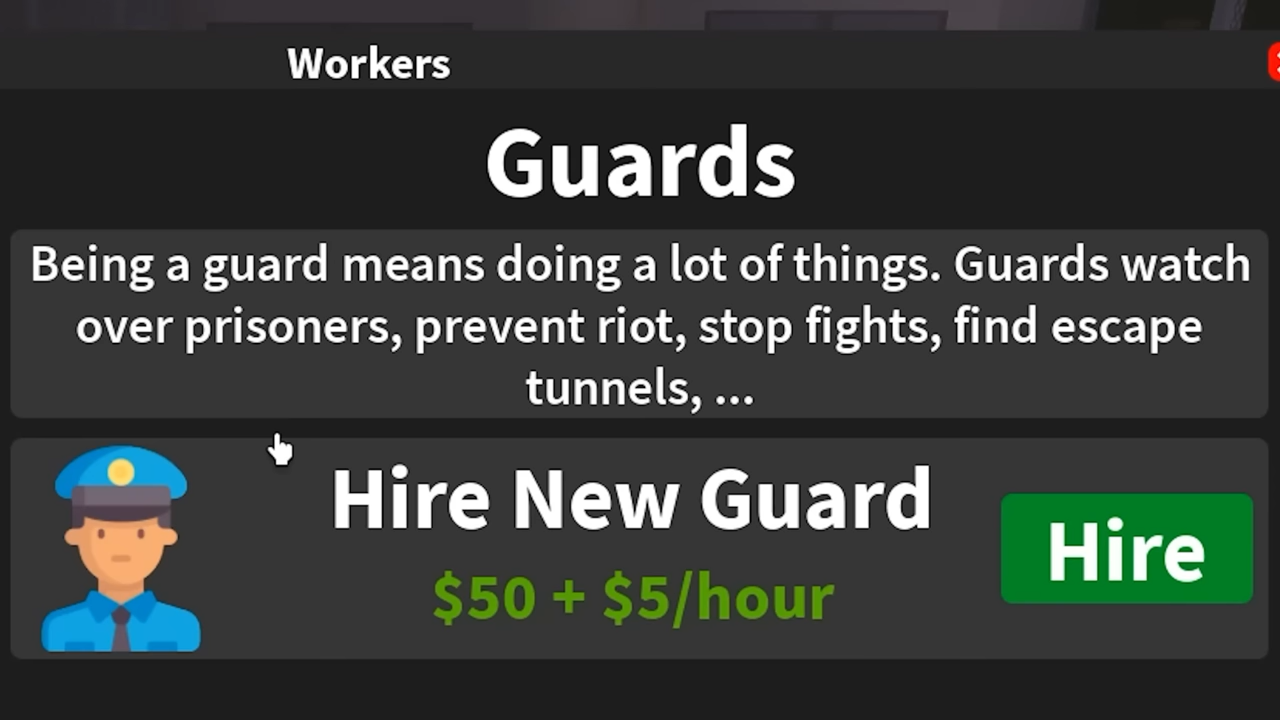 Workers
Guards
Being a guard means doing a lot of things. Guards watch
over prisoners, prevent riot, stop fights, find escape
tunnels, ...
Hire New Guard
$50 + $5/hour
Hire